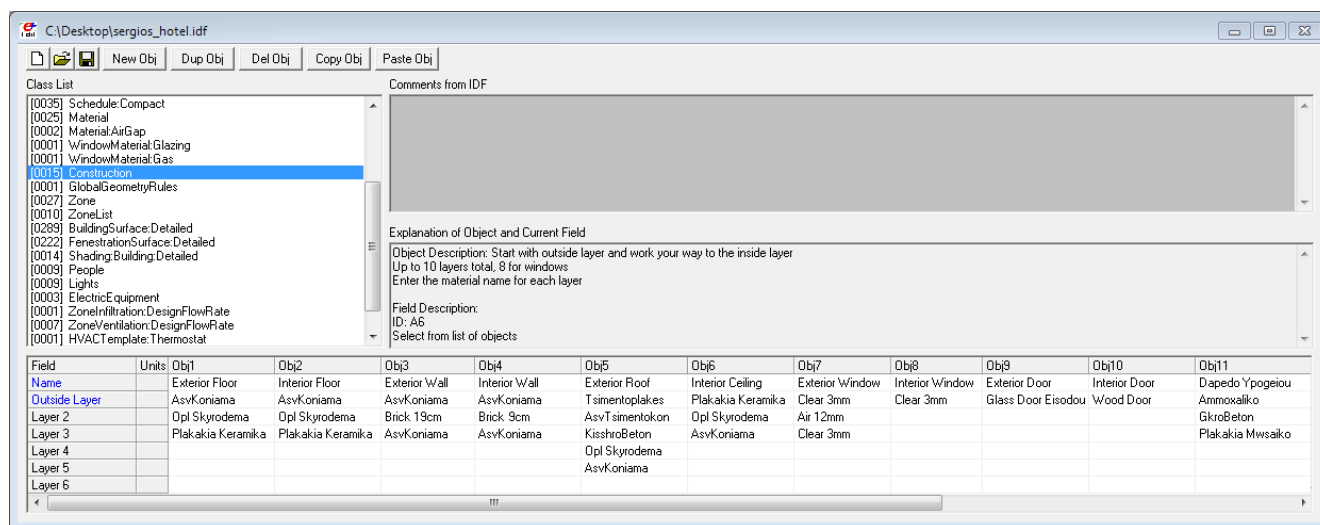 C:\Desktop\sergios_hotel.idf
New Obj Dup Obj Del Obj Copy Obj Paste Obj
Class List
Comments from IDF
[0035] Schedule:Compact
[0025] Material
[0002] Material:AirGap
[0001] WindowMaterial:Glazing
[0001] WindowMaterial:Gas
[0015] Construction
[0001] GlobalGeometryRules
[0027] Zone
[0010] ZoneList
[0289] BuildingSurface:Detailed
[0222] FenestrationSurface:Detailed
[0014] Shading:Building:Detailed
[0009] People
[0009] Lights
[0003] ElectricEquipment
[0001] ZoneInfiltration:DesignFlowRate
[0007] ZoneVentilation:DesignFlowRate
[0001] HVACTemplate:Thermostat
Explanation of Object and Current Field
Object Description: Start with outside layer and work your way to the inside layer
Up to 10 layers total, 8 for windows
Enter the material name for each layer
Field Description:
ID: A6
Select from list of objects
Field Units Obj1 Obj2 Obj3 Obj4 Obj5 Obj6 Obj7 Obj8 Obj9 Obj10 Obj11
Name Exterior Floor Interior Floor Exterior Wall Interior Wall Exterior Roof Interior Ceiling Exterior Window Interior Window Exterior Door Interior Door Dapedo Ypogeiou
Outside Layer AsvKoniama AsvKoniama AsvKoniama AsvKoniama Tsimentoplakes Plakakia Keramika Clear 3mm Clear 3mm Glass Door Eisodou Wood Door Ammoxaliko
Layer 2 Opl Skyrodema Opl Skyrodema Brick 19cm Brick 9cm AsvTsimentokon Opl Skyrodema Air 12mm GkroBeton
Layer 3 Plakakia Keramika Plakakia Keramika AsvKoniama AsvKoniama KisshroBeton AsvKoniama Clear 3mm Plakakia Mwsaiko
Layer 4 Opl Skyrodema
Layer 5 AsvKoniama
Layer 6